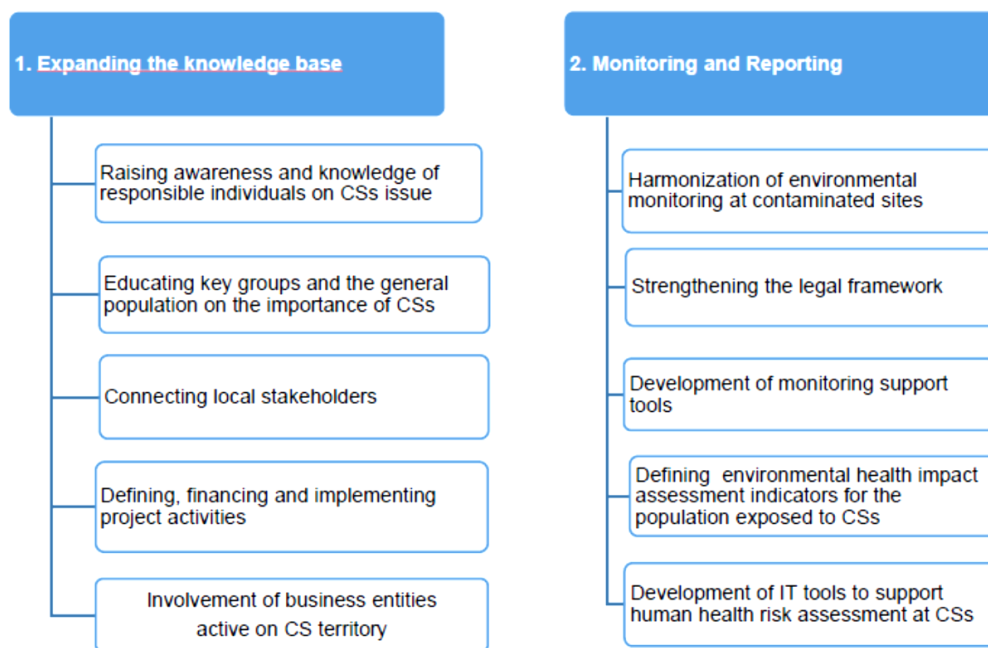 1. Expanding the knowledge base
Raising awareness and knowledge of
responsible individuals on CSs issue
Educating key groups and the general
population on the importance of CSs
Connecting local stakeholders
Defining, financing and implementing
project activities
Involvement of business entities
active on CS territory
2. Monitoring and Reporting
Harmonization of environmental
monitoring at contaminated sites
Strengthening the legal framework
Development of monitoring support
tools
Defining  environmental health impact
assessment indicators for the
population exposed to CSs
Development of IT tools to support
human health risk assessment at CSs